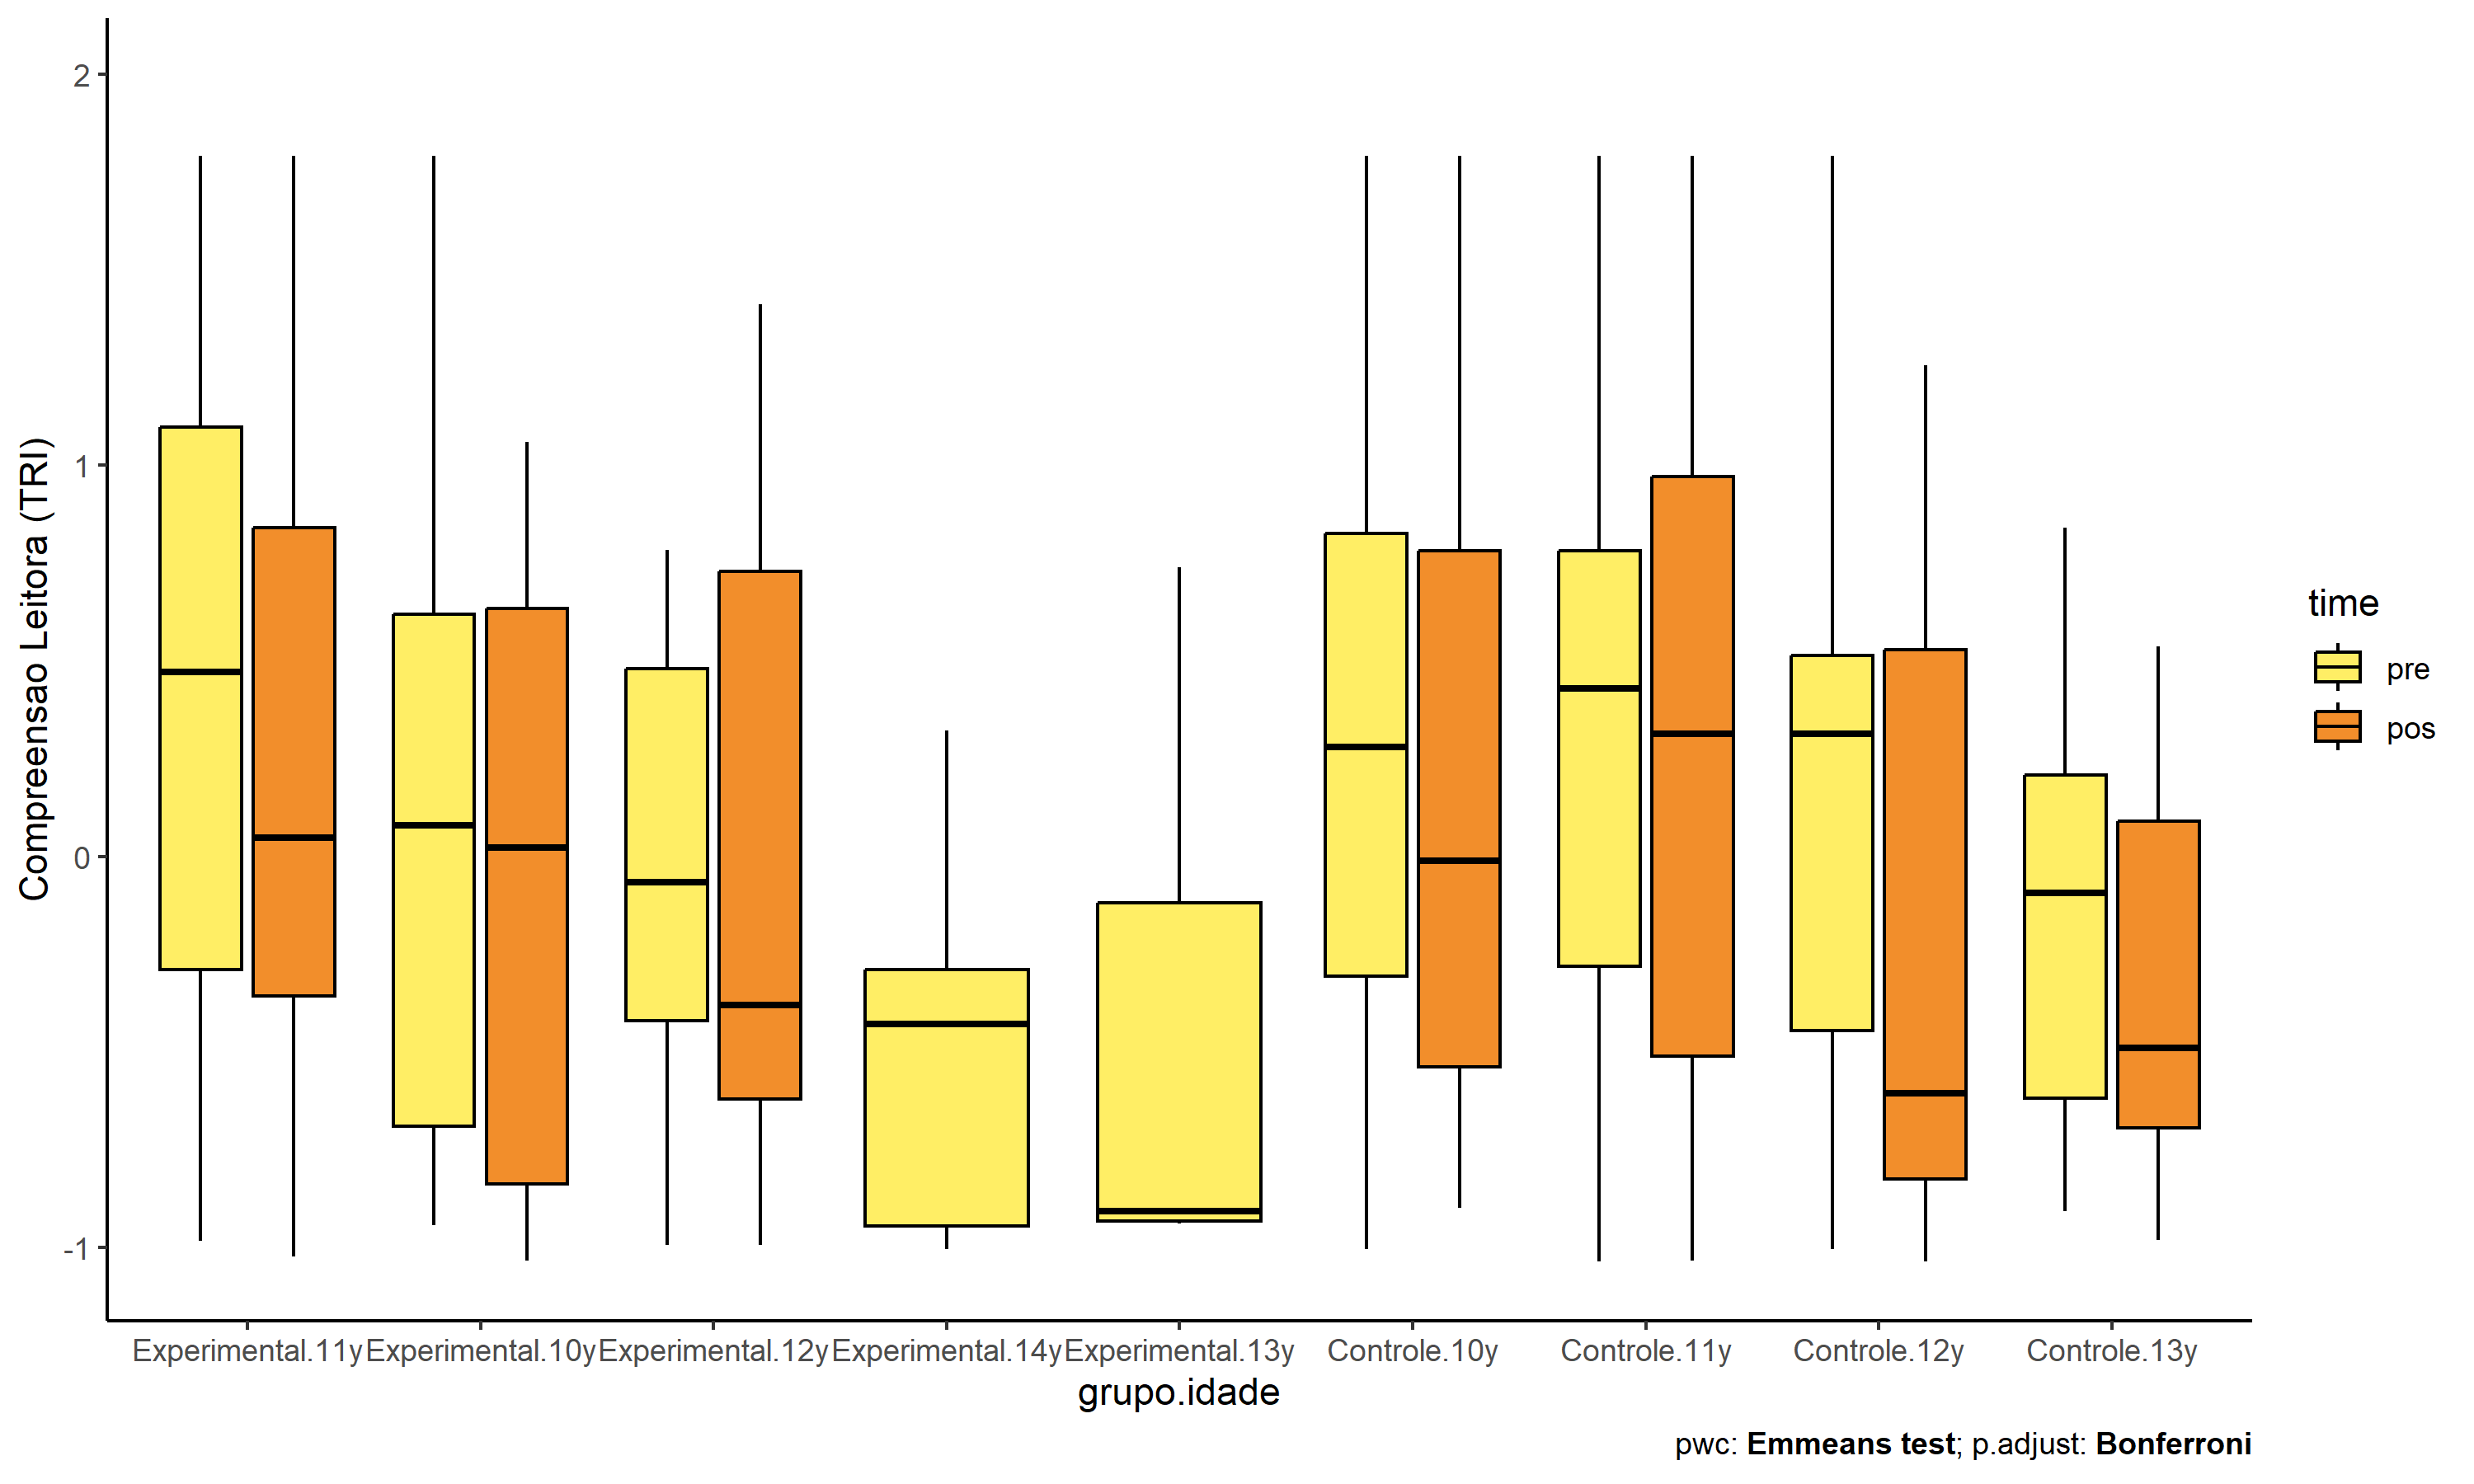 Compreensao Leitora (TRI)
2
1
0
-1
Experimental.11y Experimental.10y Experimental.12y Experimental.14y Experimental.13y Controle.10y Controle.11y Controle.12y Controle.13y
grupo.idade
time
pre
pos
pwc: Emmeans test; p.adjust: Bonferroni